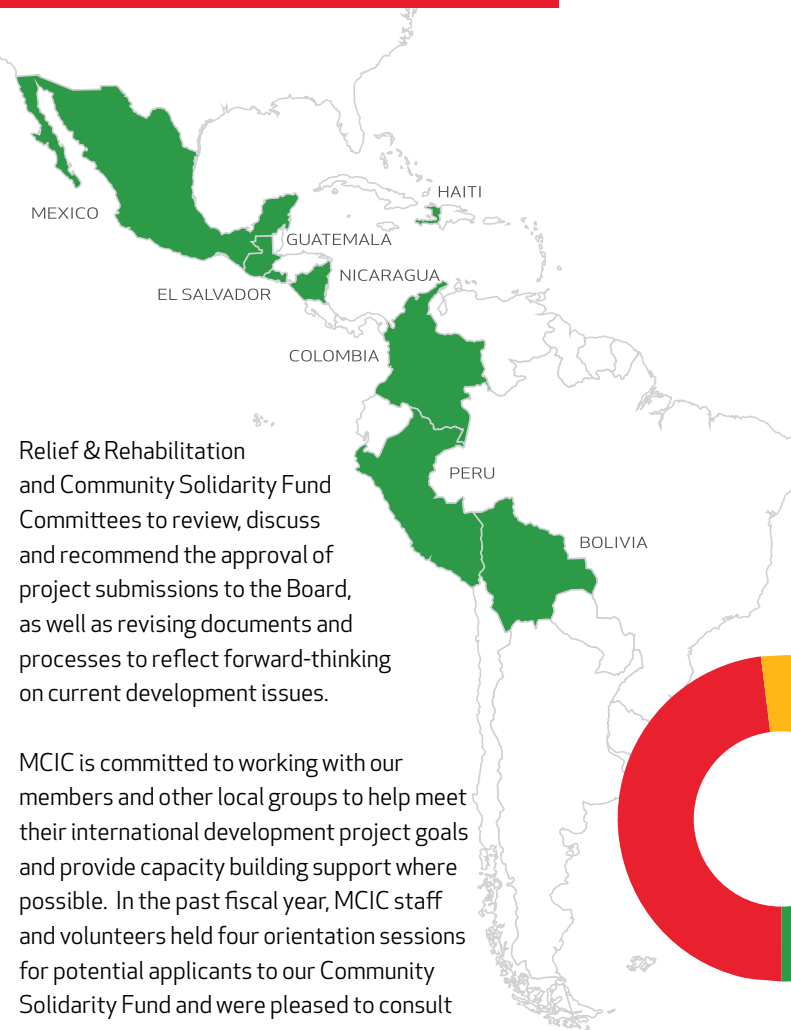 MEXICO
HAITI
GUATEMALA
NICARAGUA
EL SALVADOR
COLOMBIA
PERU
BOLIVIA
Relief & Rehabilitation
and Community Solidarity Fund
Committees to review, discuss
and recommend the approval of
project submissions to the Board,
as well as revising documents and
processes to reflect forward-thinking
on current development issues.
MCIC is committed to working with our
members and other local groups to help meet
their international development project goals
and provide capacity building support where
possible. In the past fiscal year, MCIC staff
and volunteers held four orientation sessions
for potential applicants to our Community
Solidarity Fund and were pleased to consult